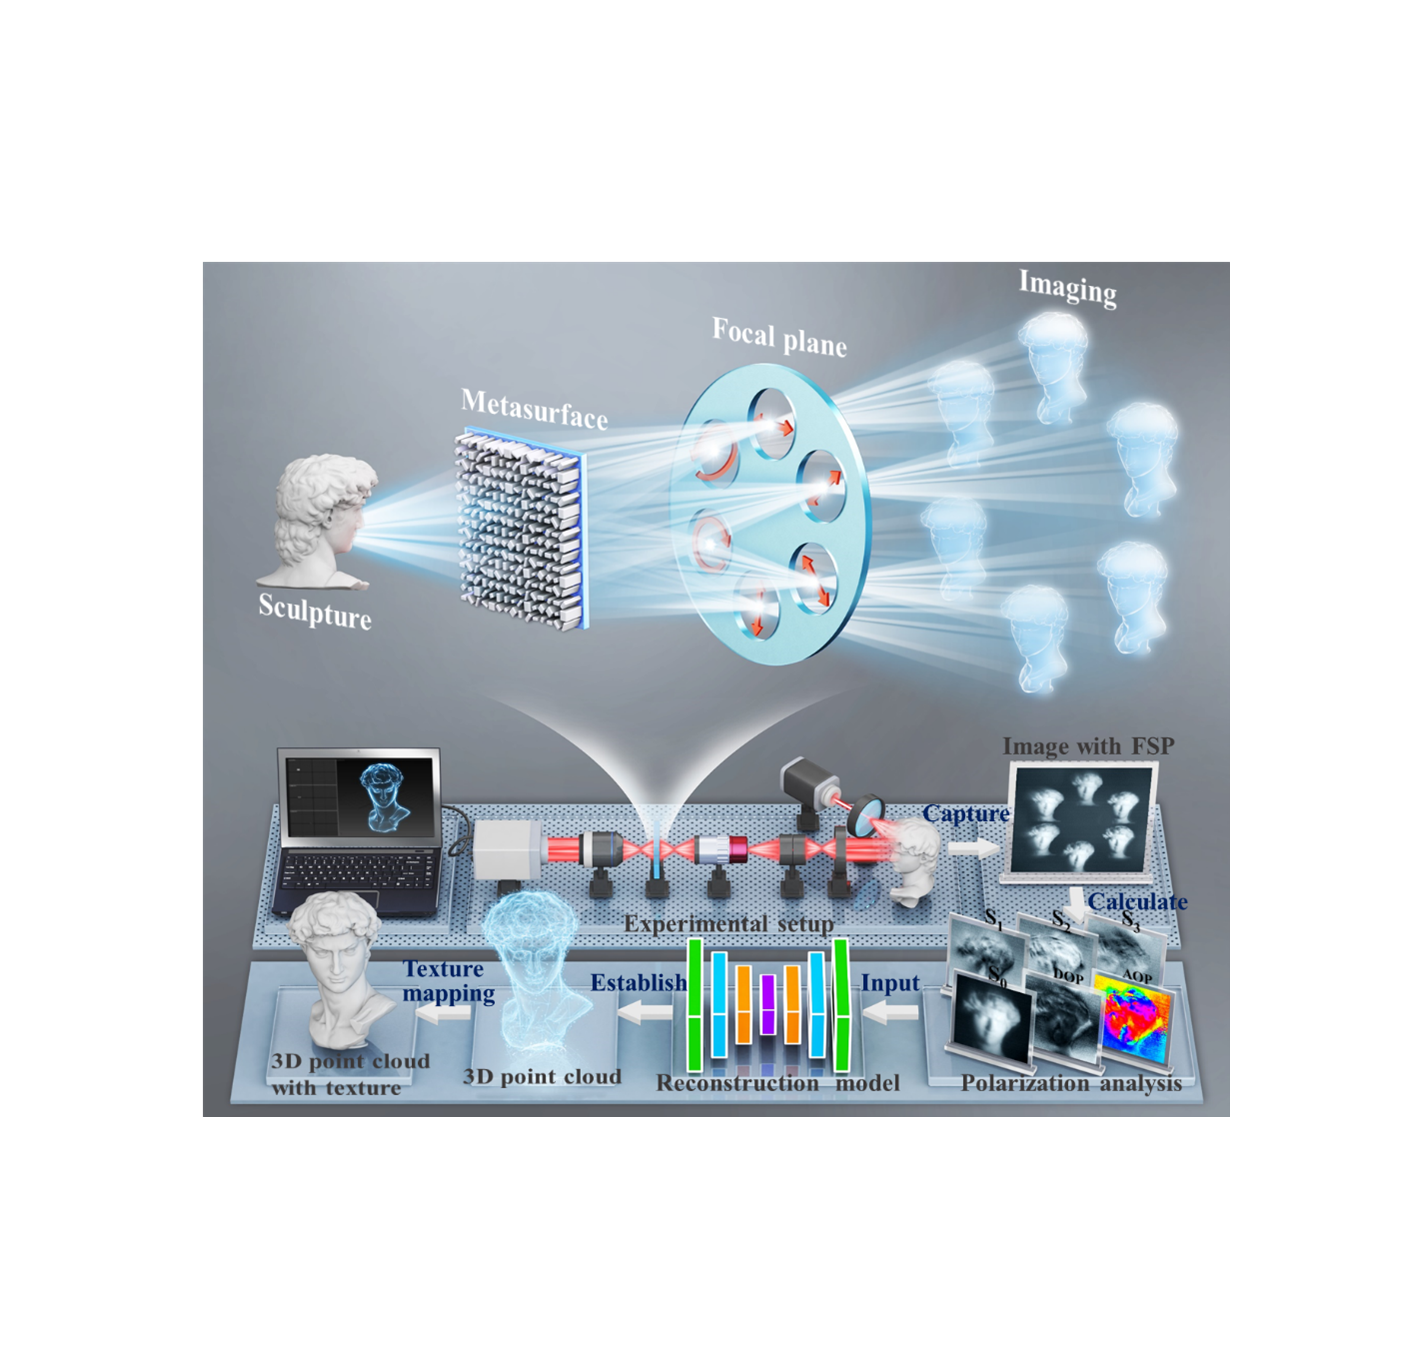 Imaging
Focal plane
Metasurface
Sculpture
Image with FSP
Capture
Calculate
Experimental setup
S1
S2
S3
S0
DOP
AOP
Texture
mapping
Establish
Input
3D point cloud
with texture
3D point cloud
Reconstruction model
Polarization analysis